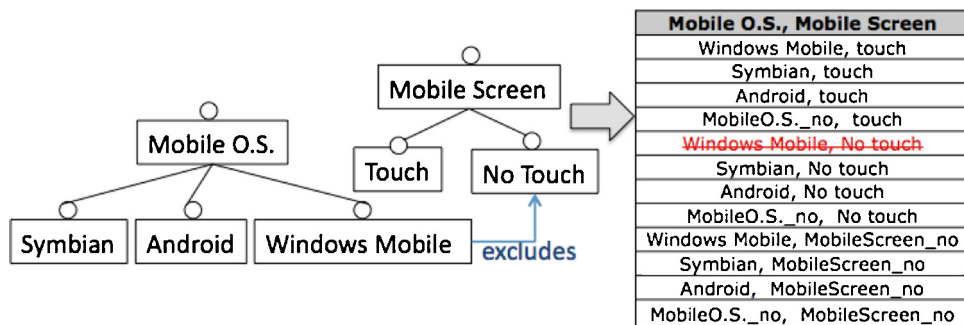 Mobile Screen
Mobile O.S.
Touch
No Touch
Symbian
Android
Windows Mobile
excludes
Mobile O.S., Mobile Screen
Windows Mobile, touch
Symbian, touch
Android, touch
MobileO.S._no, touch
Windows Mobile, No touch
Symbian, No touch
Android, No touch
MobileO.S._no, No touch
Windows Mobile, MobileScreen_no
Symbian, MobileScreen_no
Android, MobileScreen_no
MobileO.S._no, MobileScreen_no